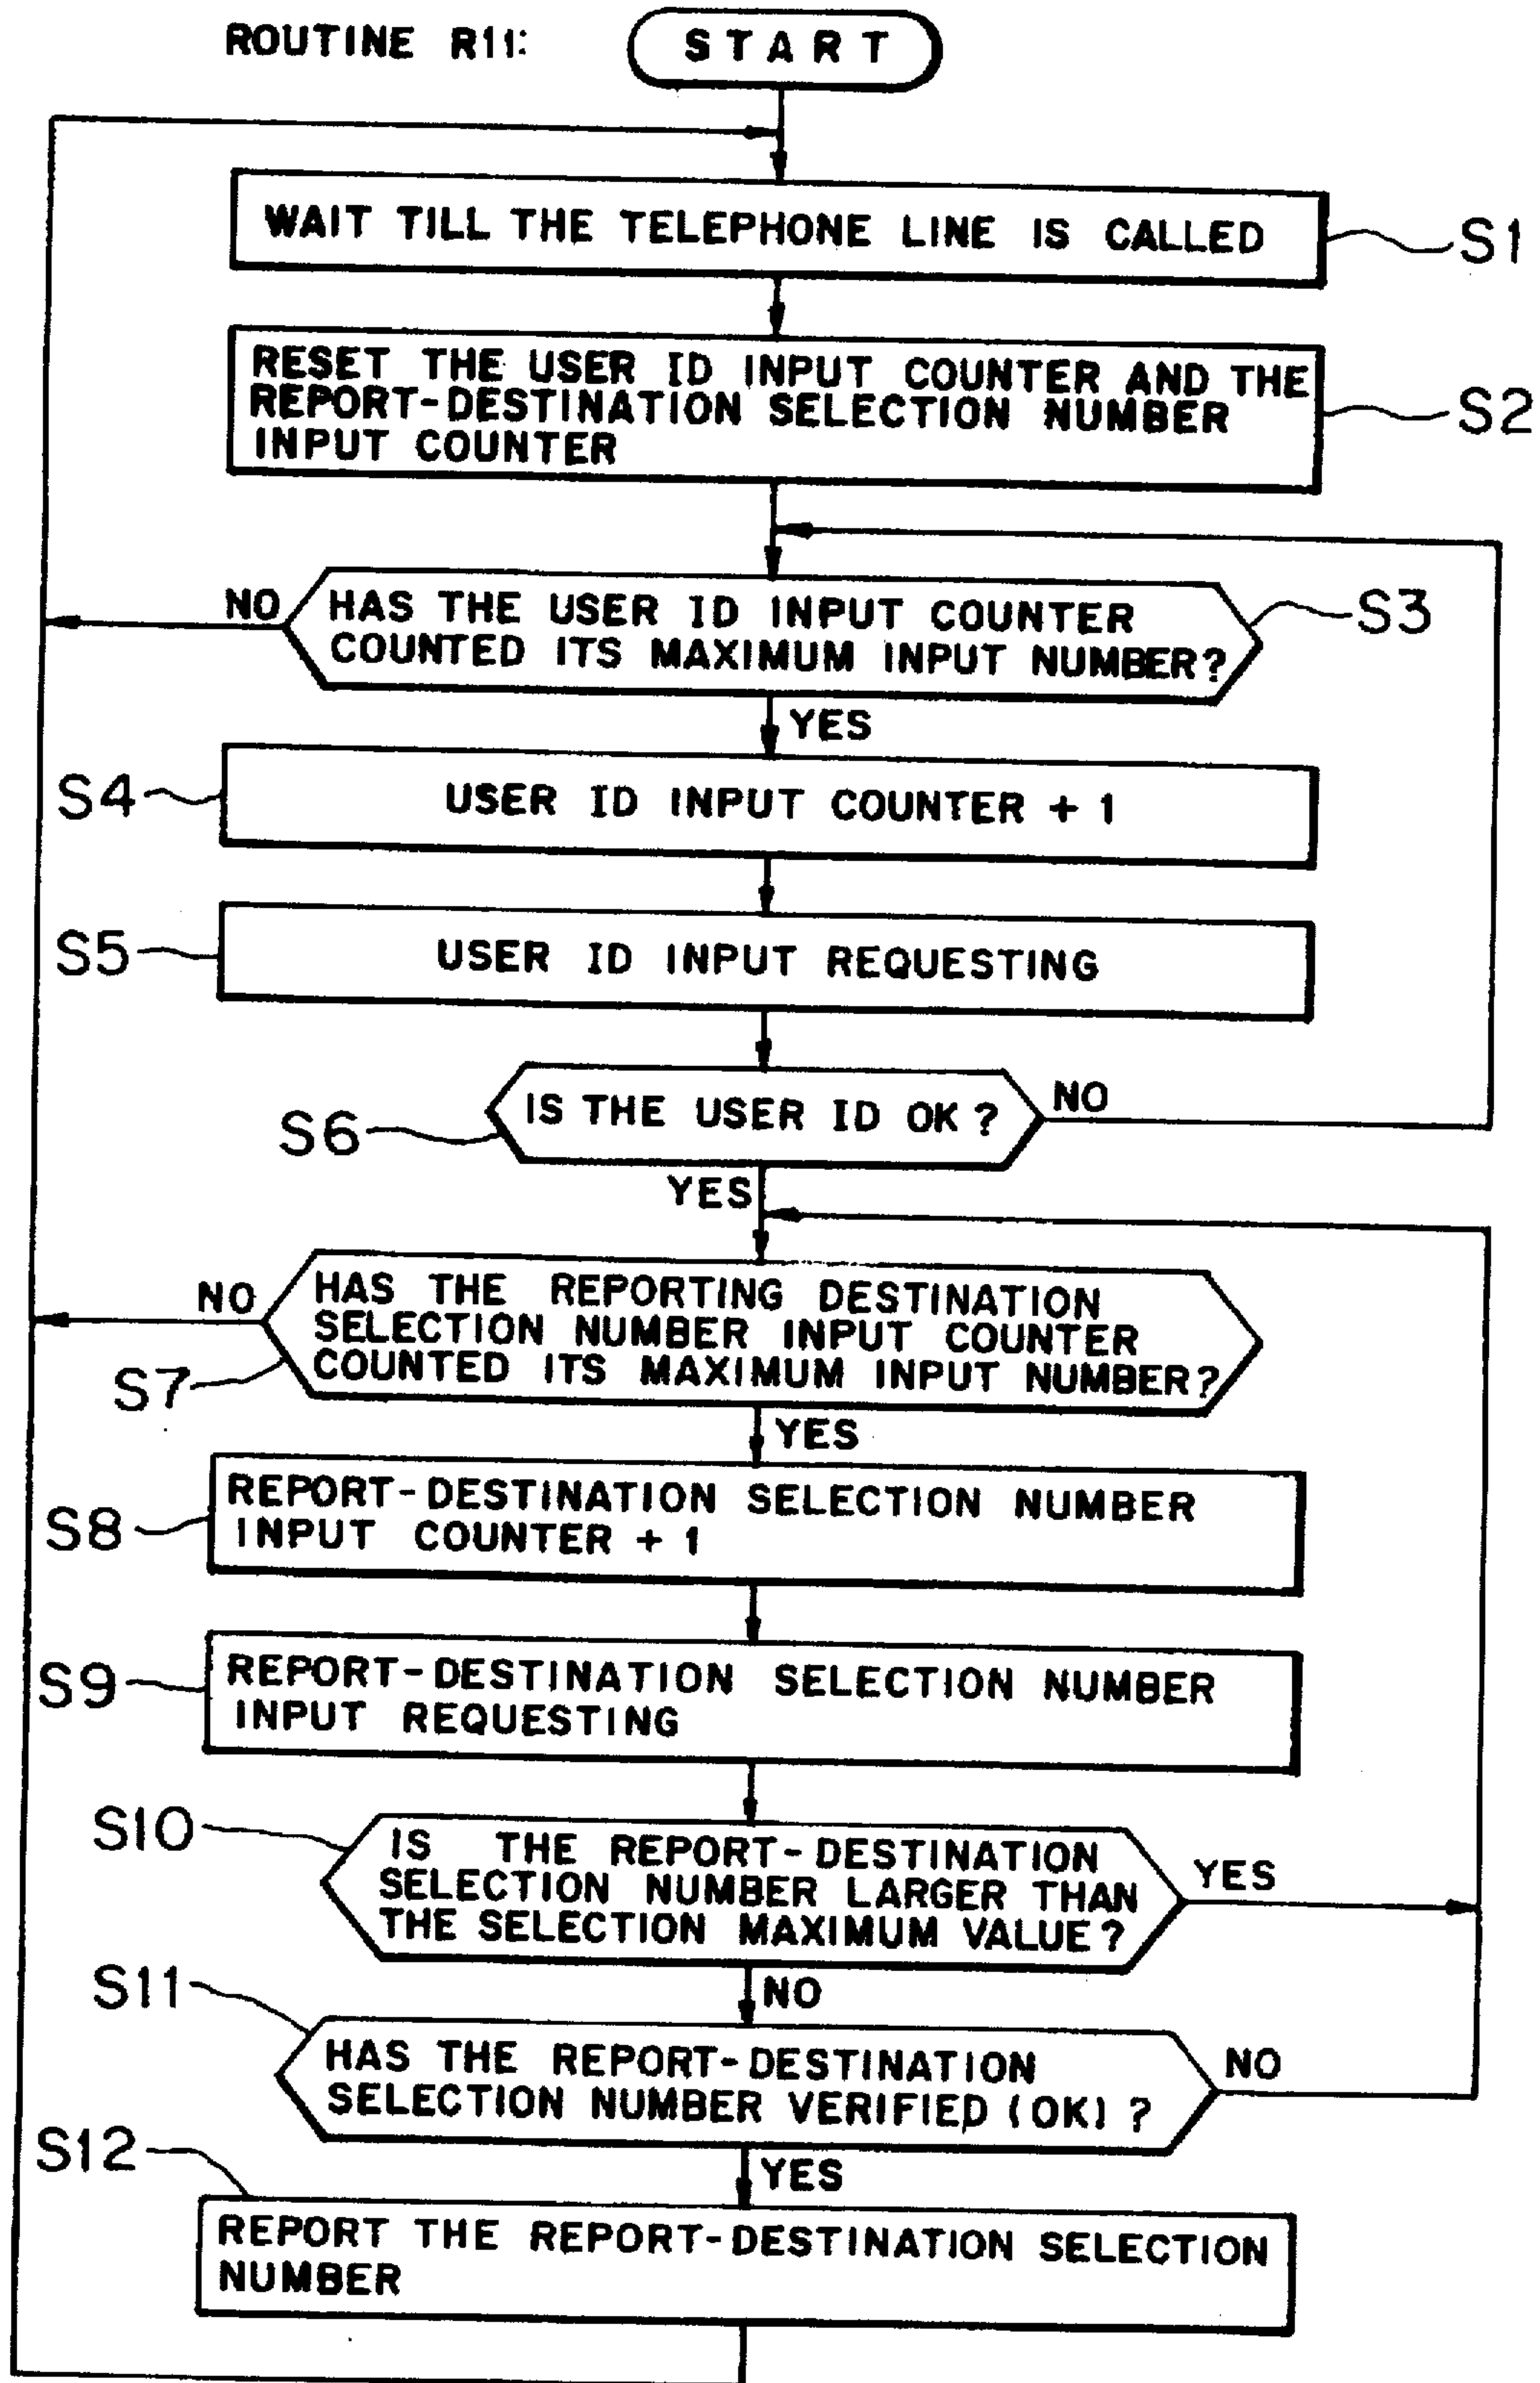 ROUTINE R11:
START
WAIT TILL THE TELEPHONE LINE IS CALLED
S1
RESET THE USER ID INPUT COUNTER AND THE
REPORT-DESTINATION SELECTION NUMBER
INPUT COUNTER
S2
NO
HAS THE USER ID INPUT COUNTER
COUNTED ITS MAXIMUM INPUT NUMBER?
S3
YES
S4
USER ID INPUT COUNTER + 1
S5
USER ID INPUT REQUESTING
S6
IS THE USER ID OK ?
NO
YES
NO
HAS THE REPORTING DESTINATION
SELECTION NUMBER INPUT COUNTER
COUNTED ITS MAXIMUM INPUT NUMBER?
S7
YES
S8
REPORT-DESTINATION SELECTION NUMBER
INPUT COUNTER + 1
S9
REPORT-DESTINATION SELECTION NUMBER
INPUT REQUESTING
S10
IS THE REPORT-DESTINATION
SELECTION NUMBER LARGER THAN
THE SELECTION MAXIMUM VALUE?
YES
NO
S11
HAS THE REPORT-DESTINATION
SELECTION NUMBER VERIFIED (OK) ?
NO
YES
S12
REPORT THE REPORT-DESTINATION SELECTION
NUMBER